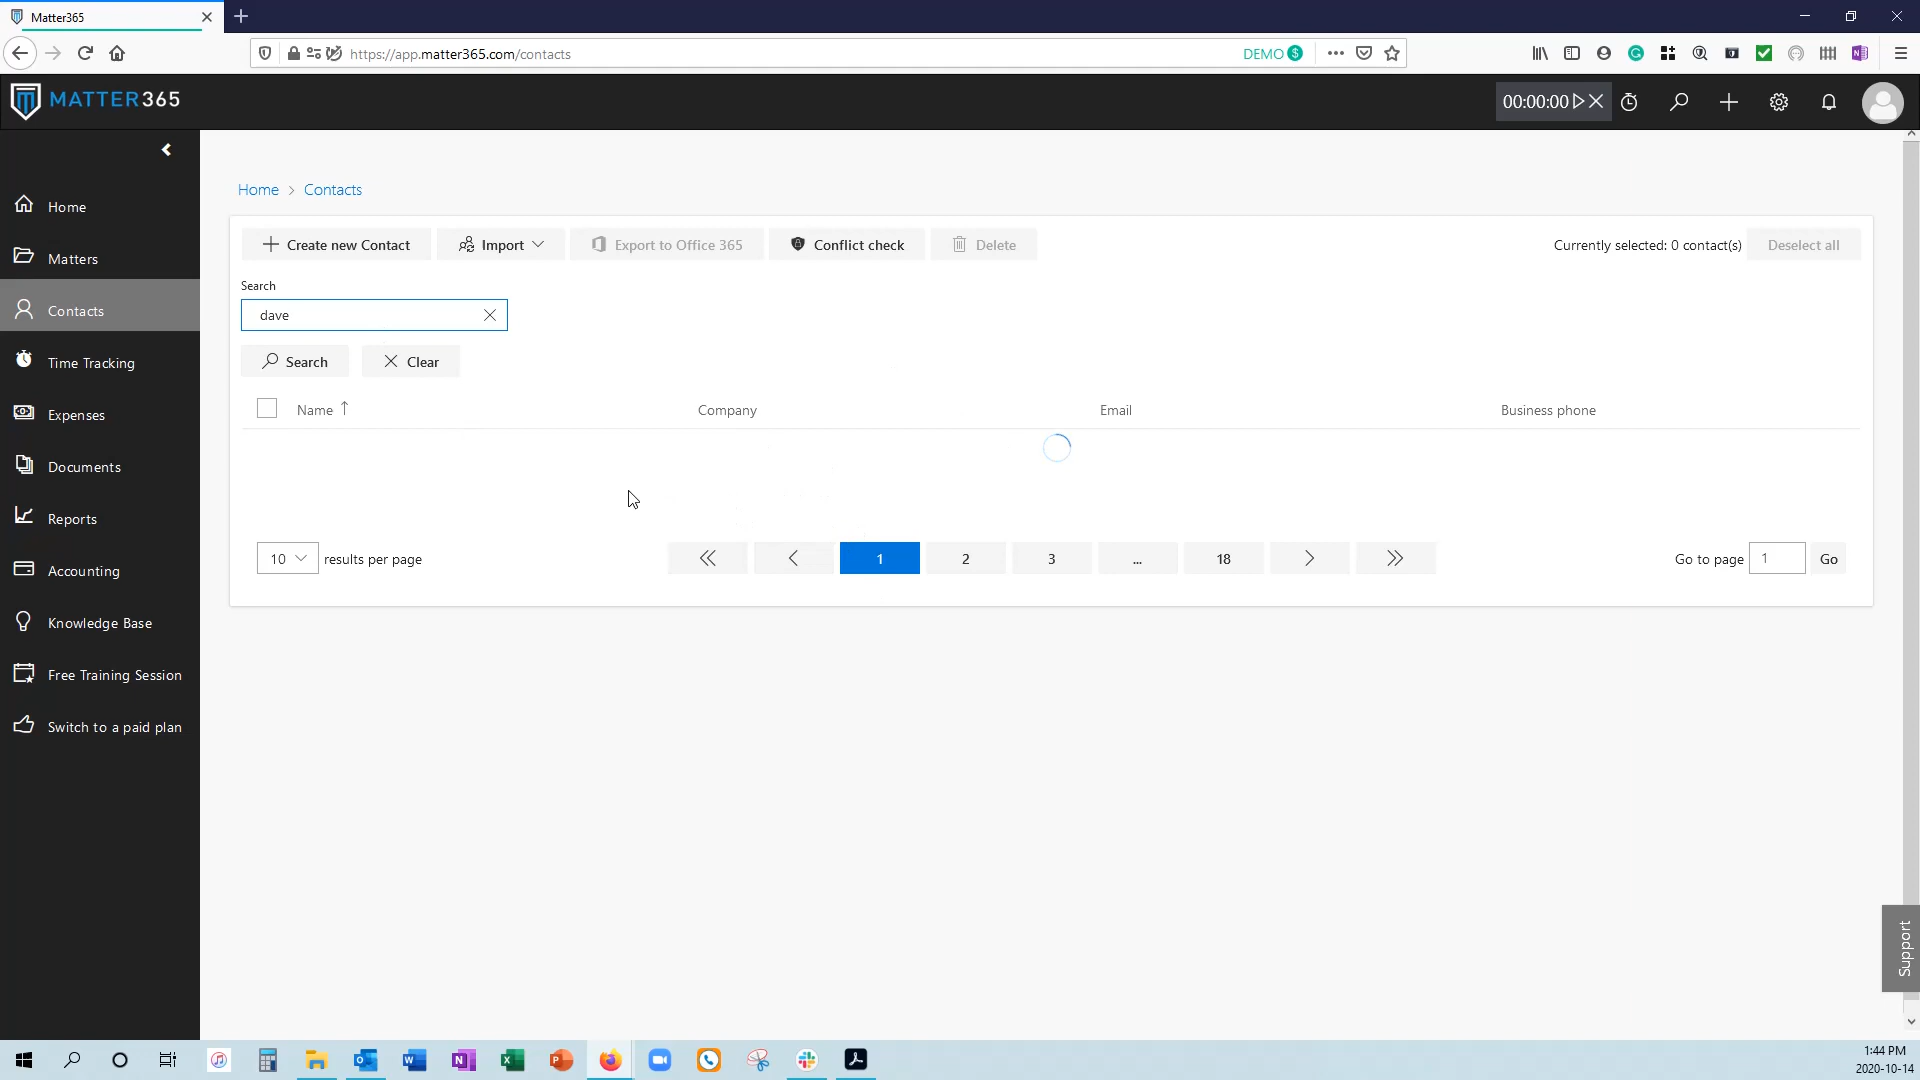 Matter365
https://app.matter365.com/contacts
DEMO
MATTER365
00:00:00
Home
Matters
Contacts
Time Tracking
Expenses
Documents
Reports
Accounting
Knowledge Base
Free Training Session
Switch to a paid plan
Home > Contacts
Create new Contact
Import
Export to Office 365
Conflict check
Delete
Currently selected: 0 contact(s)
Deselect all
Search
dave
Search
Clear
Name
Company
Email
Business phone
10 results per page
1
2
3
...
18
Go to page
1
Go
Support
1:44 PM
2020-10-14